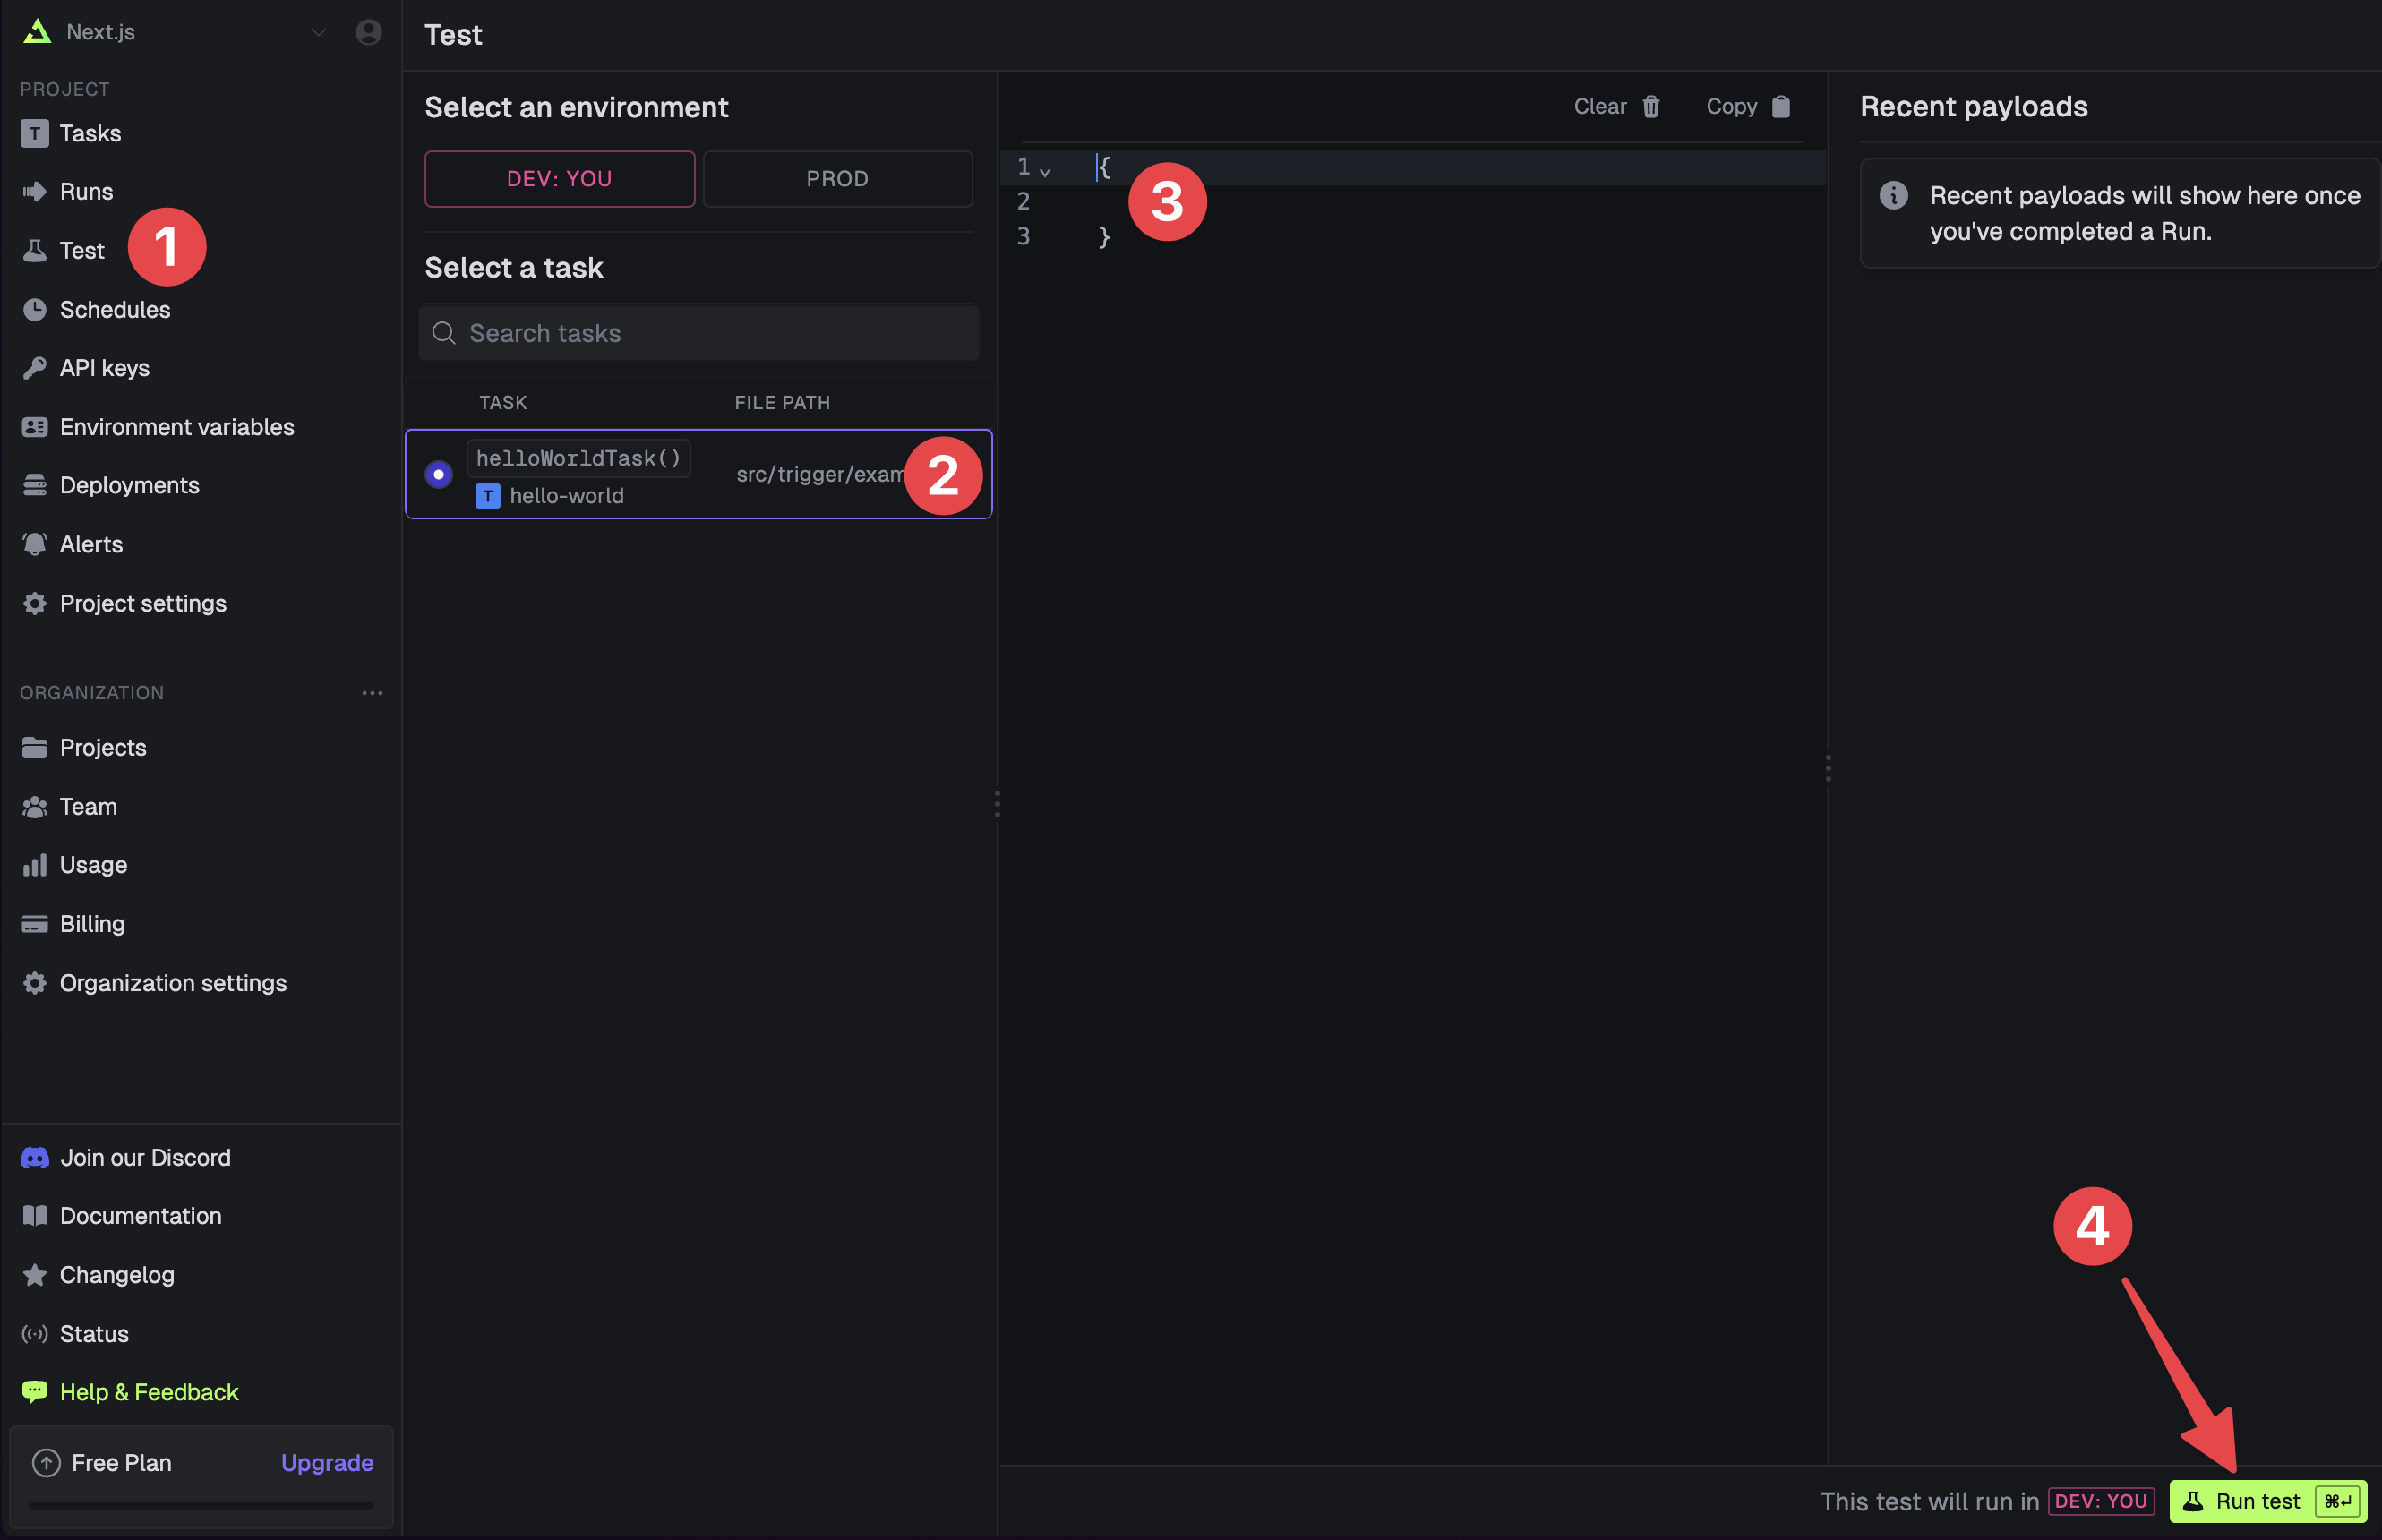 Next.js
PROJECT
T Tasks
Runs
Test
1
Schedules
API keys
Environment variables
Deployments
Alerts
Project settings
ORGANIZATION
Projects
Team
Usage
Billing
Organization settings
Join our Discord
Documentation
Changelog
Status
Help & Feedback
Free Plan Upgrade
Test
Select an environment
DEV: YOU PROD
Select a task
Search tasks
TASK FILE PATH
helloWorldTask()
T hello-world
src/trigger/exam
2
Clear Copy
1 {
2
3 }
3
Recent payloads
Recent payloads will show here once
you've completed a Run.
4
This test will run in DEV: YOU Run test ⌘↵